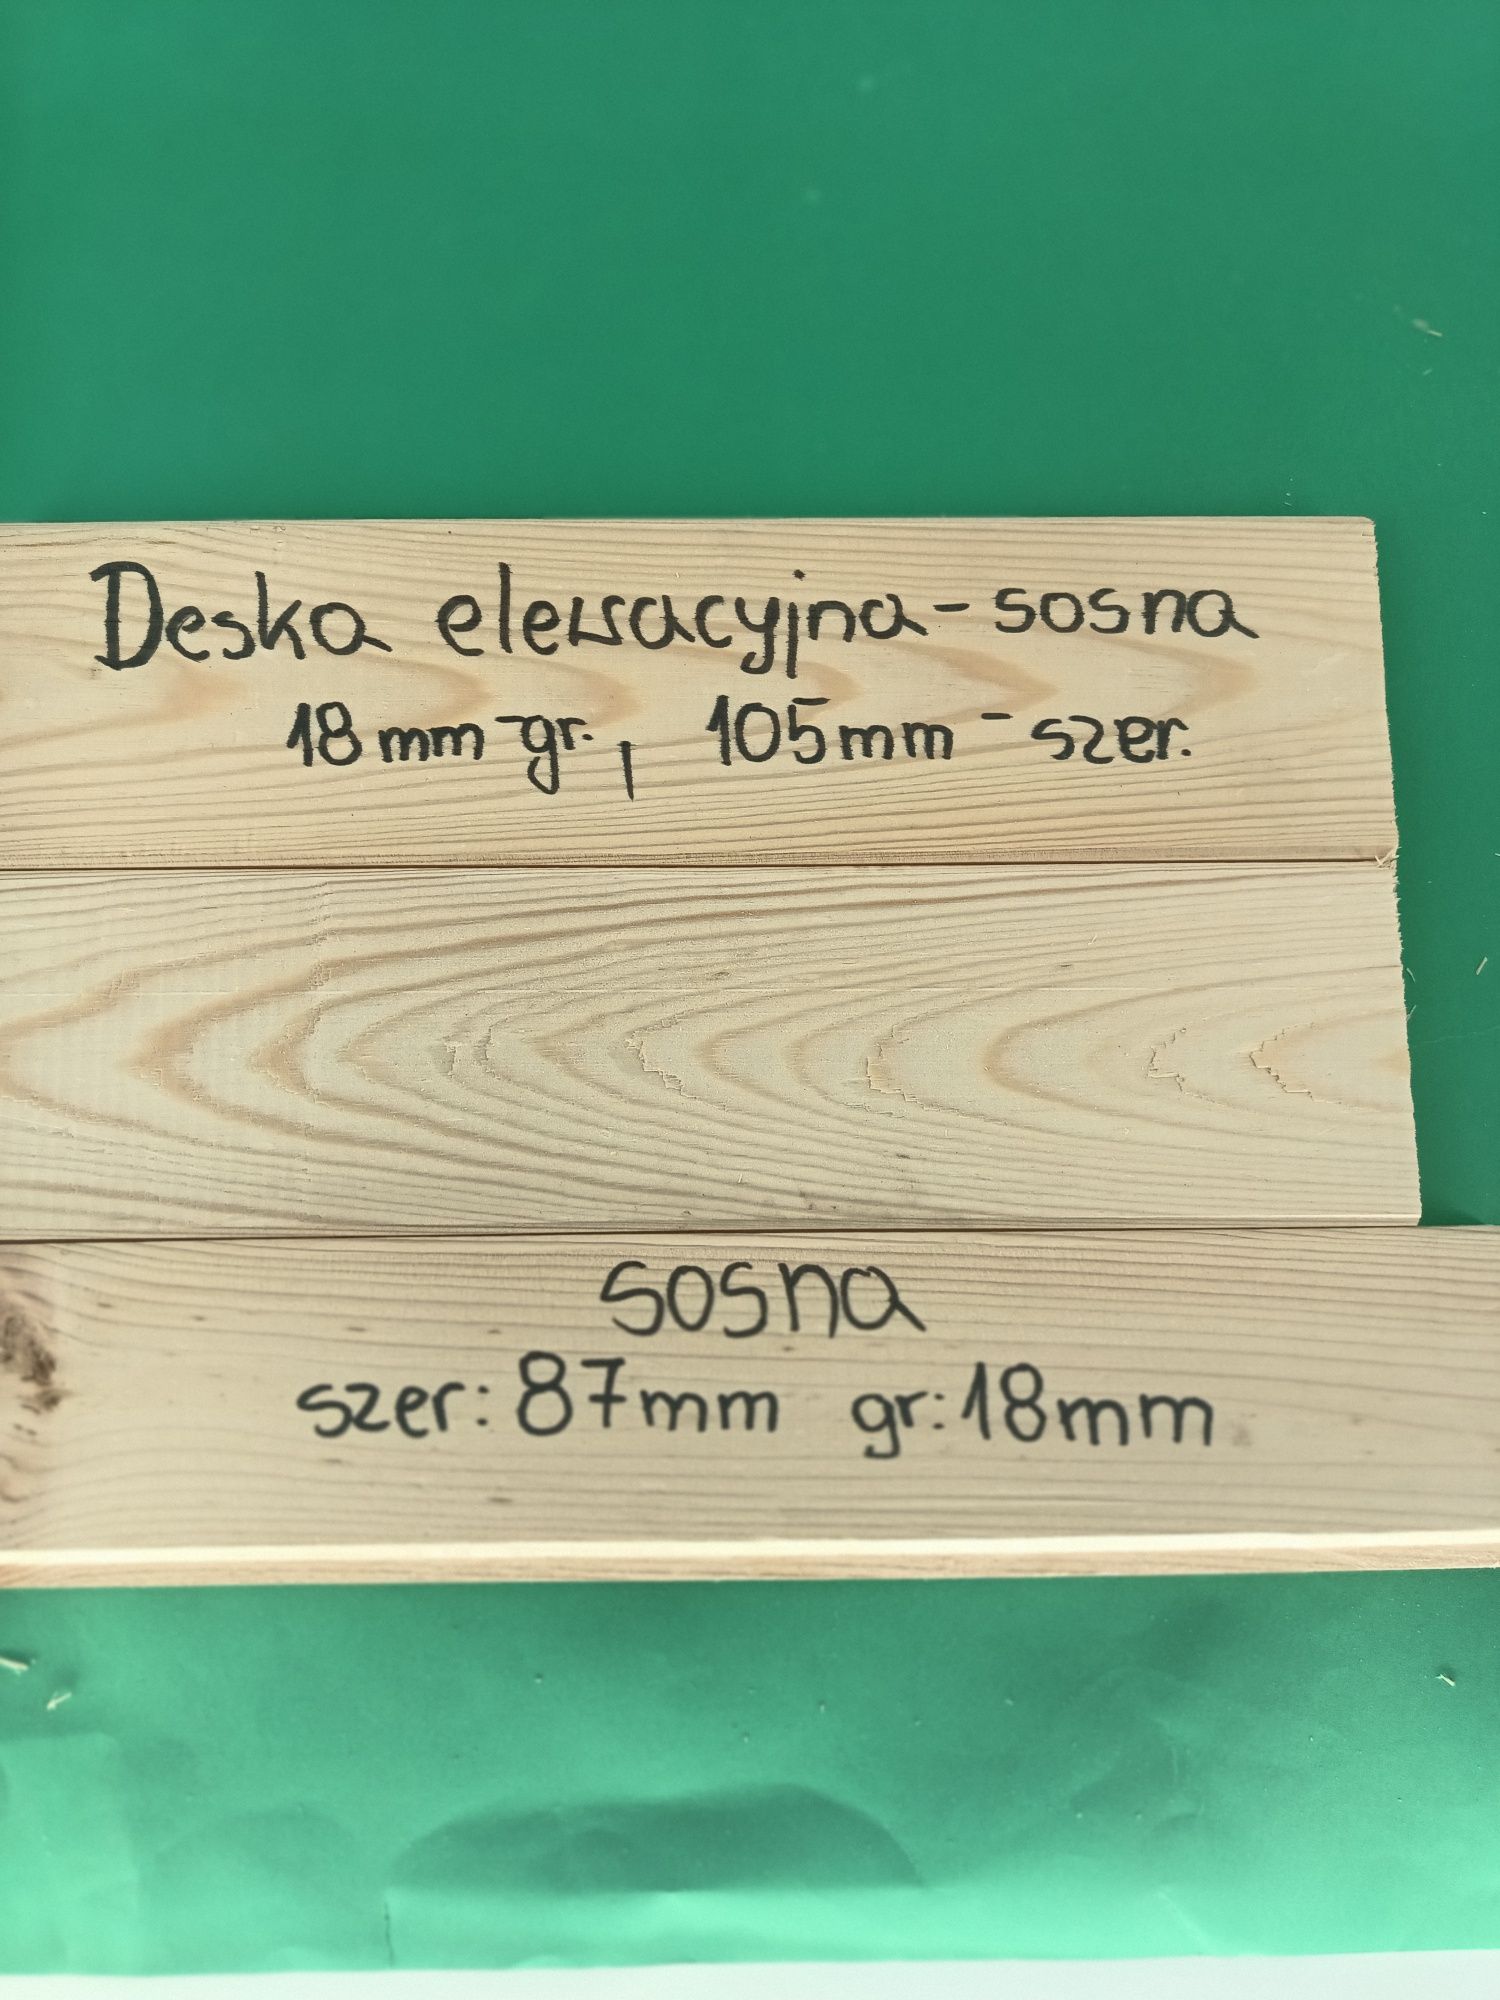 Deska elewacyjna - sosna
18mm - gr., 105mm - szer.
sosna
szer: 87mm gr: 18mm